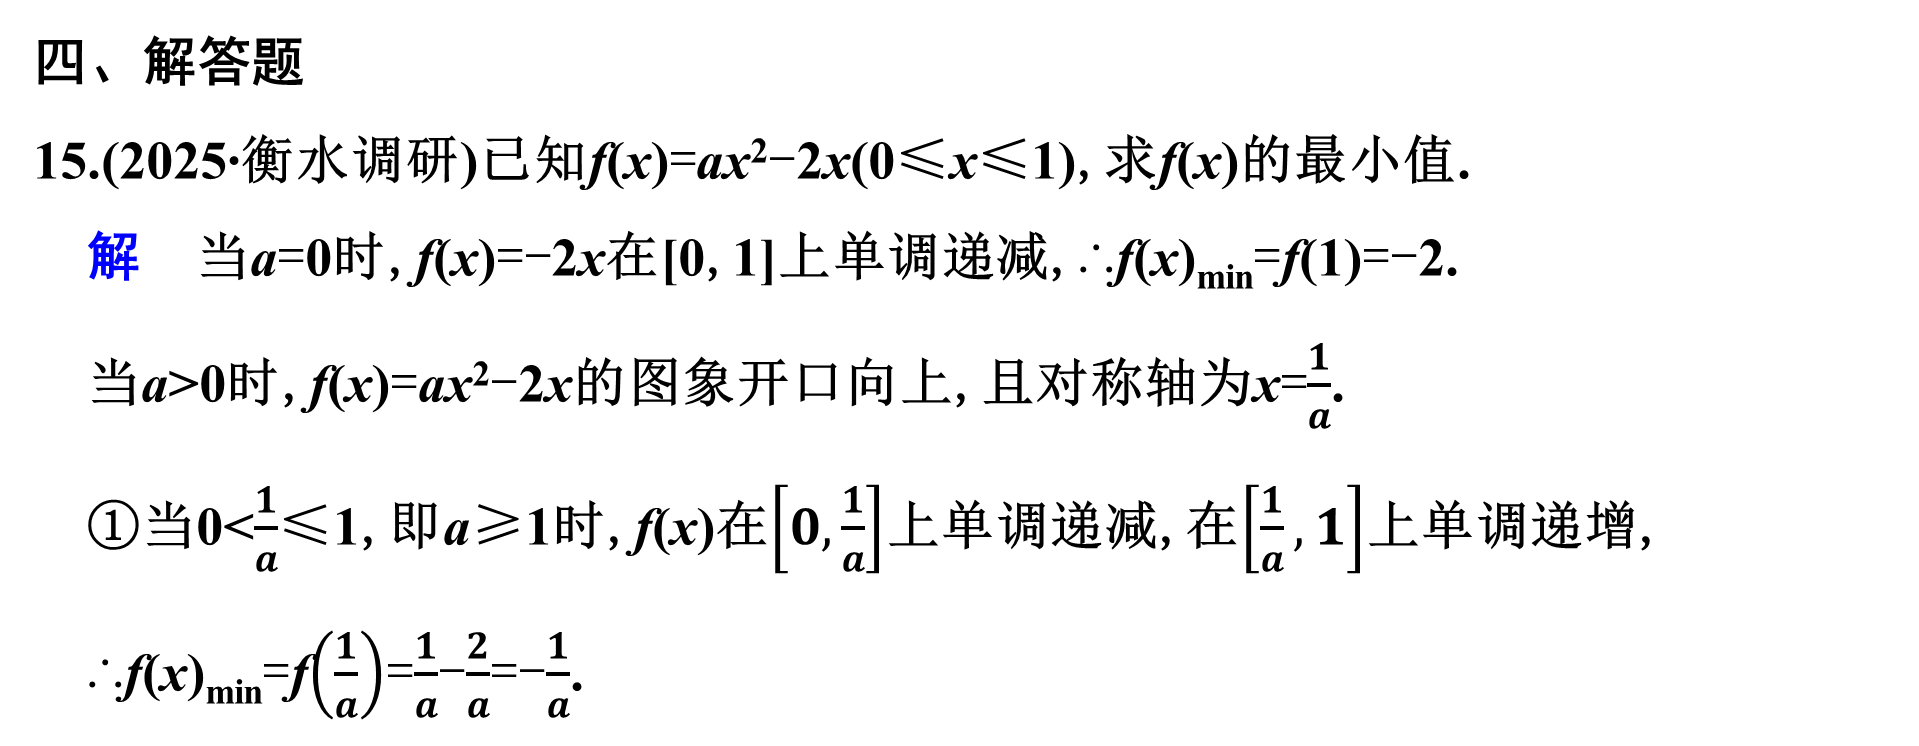 四、解答题
15.(2025·衡水调研)已知f(x)=ax²−2x(0≤x≤1), 求f(x)的最小值.
解 当a=0时, f(x)=−2x在[0, 1]上单调递减, ∴f(x)min=f(1)=−2.
当a>0时, f(x)=ax²−2x的图象开口向上, 且对称轴为x=1/a.
①当0<1/a≤1, 即a≥1时, f(x)在[0, 1/a]上单调递减, 在[1/a, 1]上单调递增,
∴f(x)min=f(1/a)=1/a−2/a=−1/a.